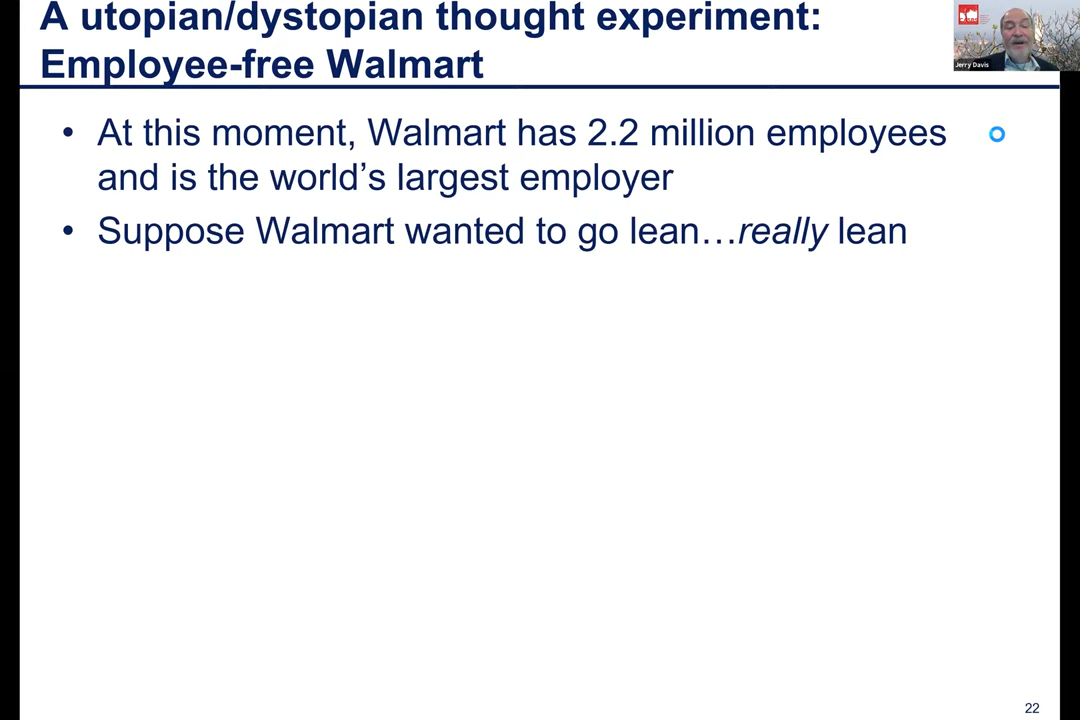 A utopian/dystopian thought experiment:
Employee-free Walmart
Jerry Davis
• At this moment, Walmart has 2.2 million employees
and is the world’s largest employer
• Suppose Walmart wanted to go lean…really lean
22